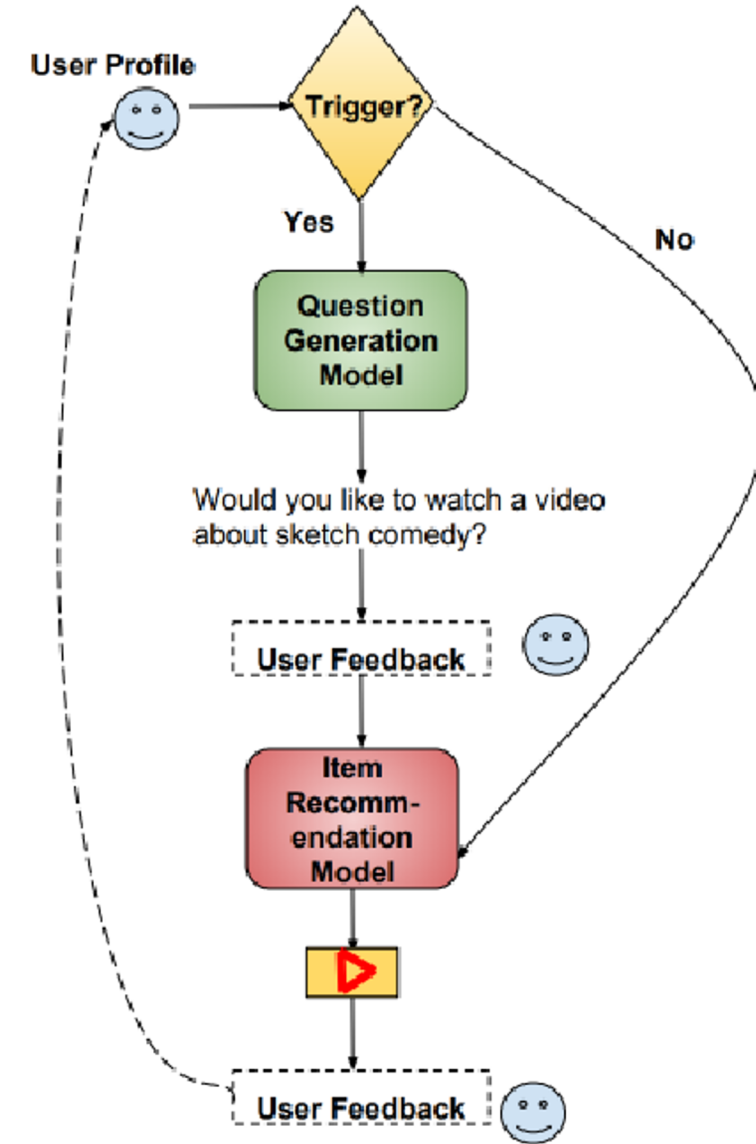 User Profile
Trigger?
Yes
No
Question
Generation
Model
Would you like to watch a video
about sketch comedy?
User Feedback
Item
Recomm-
endation
Model
User Feedback